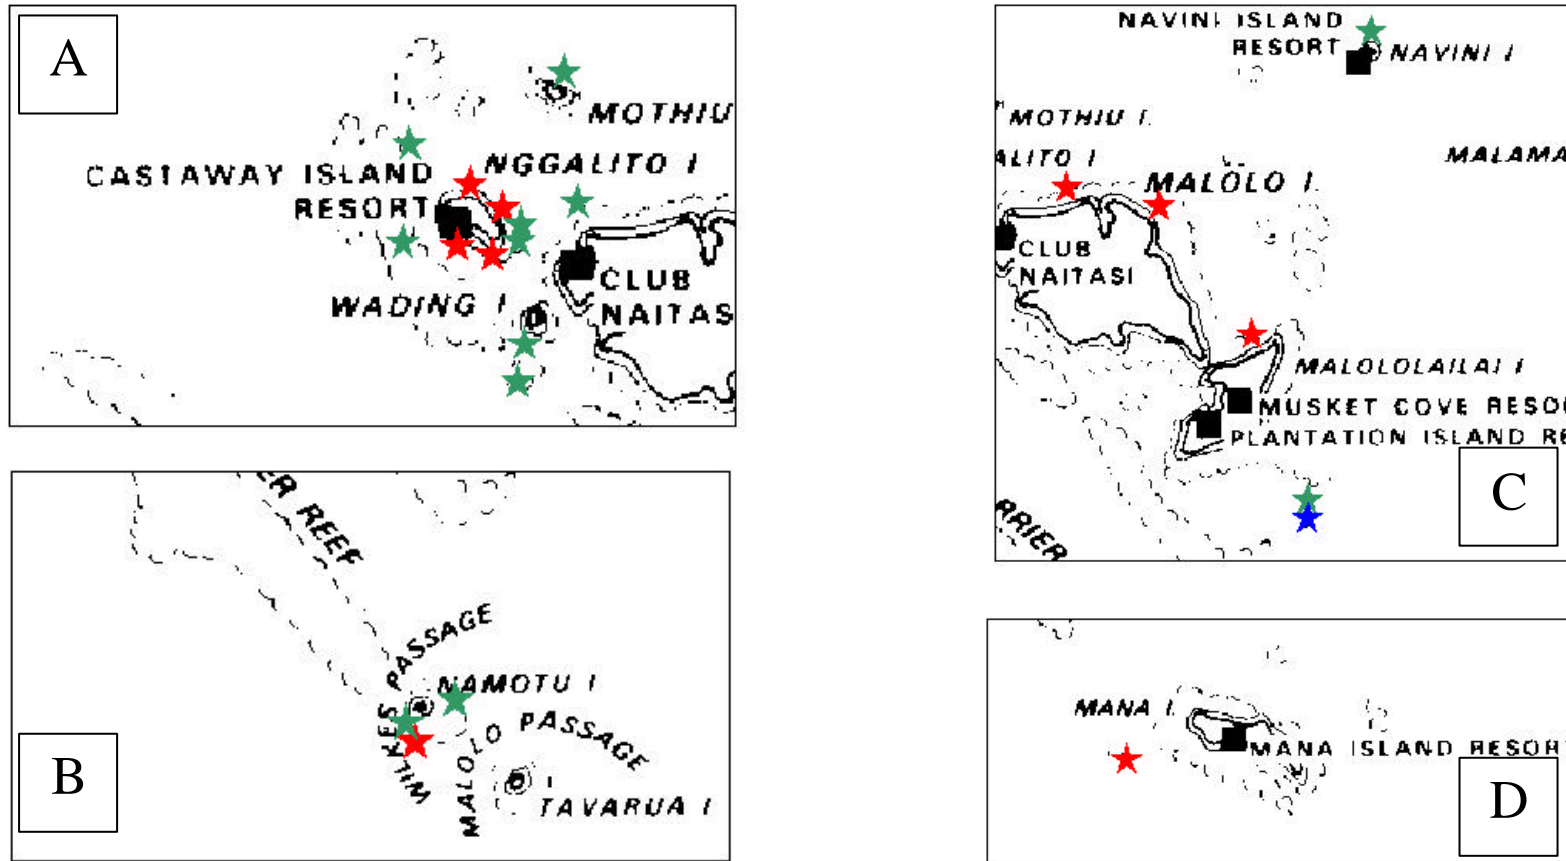 A
MOTHIU
NGGALITO I
CASTAWAY ISLAND
RESORT
CLUB
NAITAS
WADING I
B
ER REEF
WILKES PASSAGE
NAMOTU I
MALOLO PASSAGE
TAVARUA I
C
NAVINI ISLAND
RESORT
NAVINI I
MOTHIU I.
ALITO I
MALAMA
MALOLO I.
CLUB
NAITASI
MALOLOLAILAI I
MUSKET COVE RESO
PLANTATION ISLAND RE
RRIER
D
MANA I.
MANA ISLAND RESORT